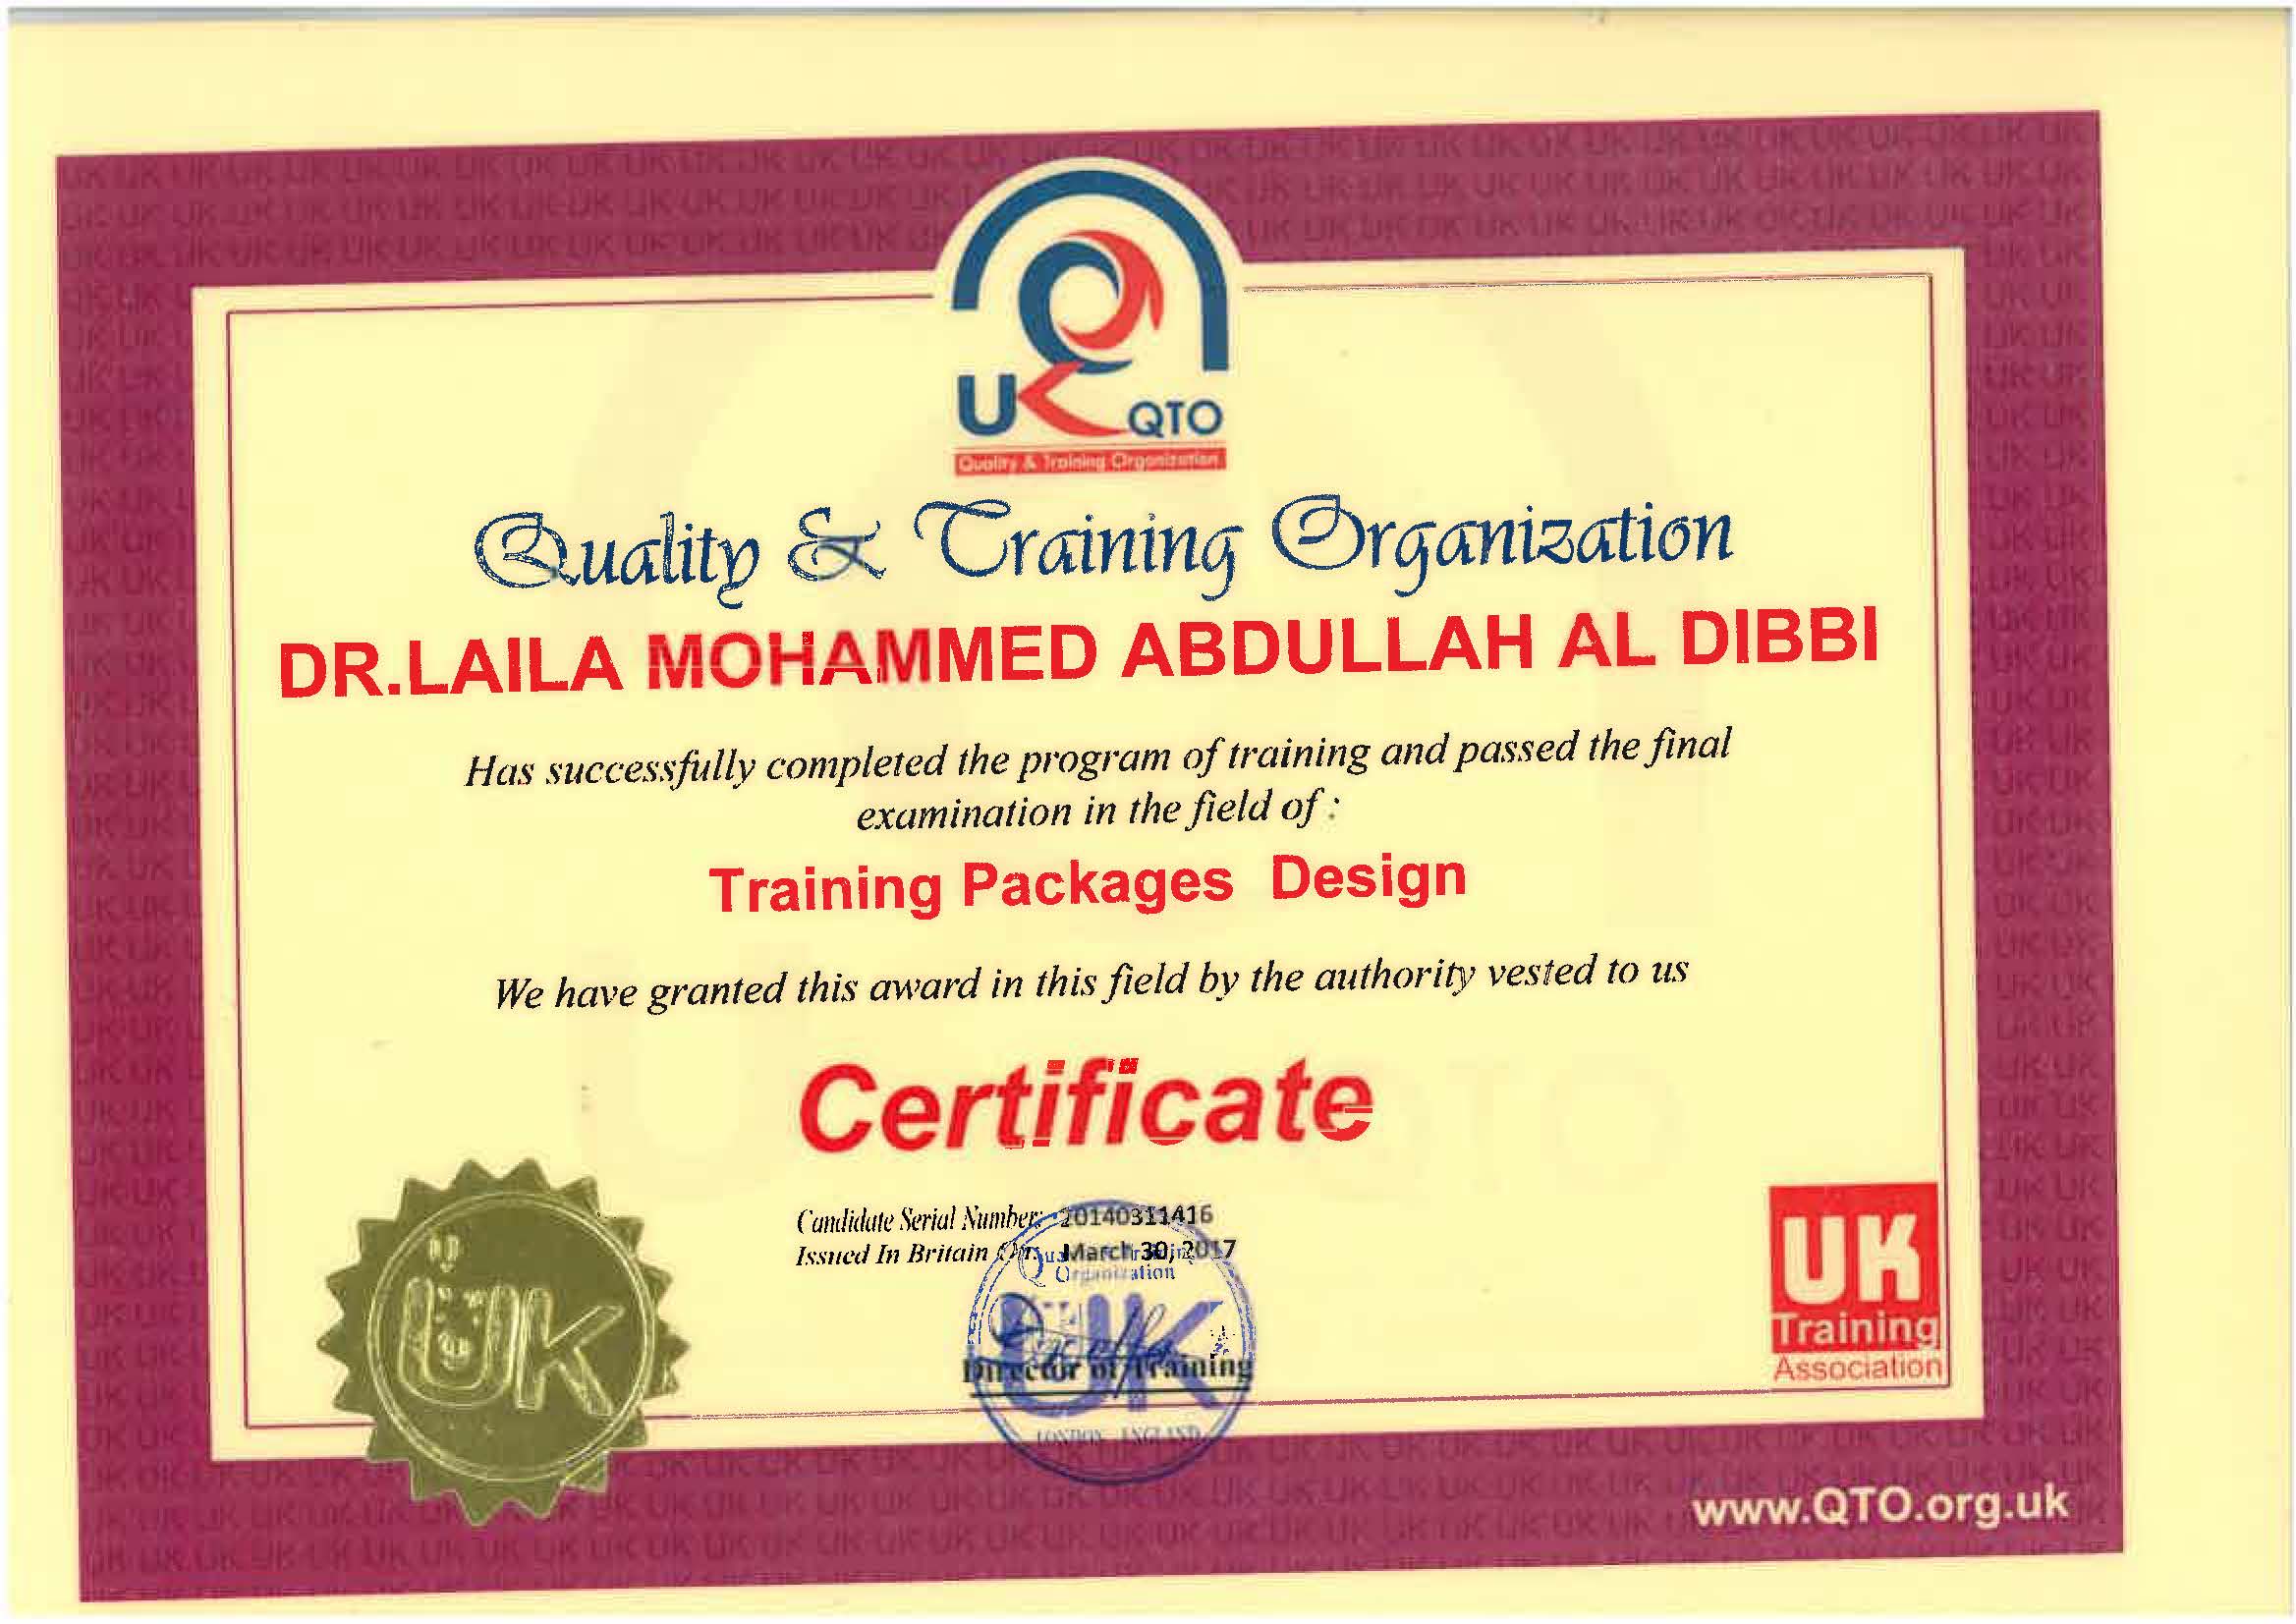 UK QTO
Quality & Training Organization
Quality & Training Organization
DR.LAILA MOHAMMED ABDULLAH AL DIBBI
Has successfully completed the program of training and passed the final
examination in the field of :
Training Packages Design
We have granted this award in this field by the authority vested to us
Certificate
Candidate Serial Number: 20140311416
Issued In Britain On: March 30, 2017
Organization
UK
Director of Training
LONDON ENGLAND
UK
UK
Training
Association
www.QTO.org.uk